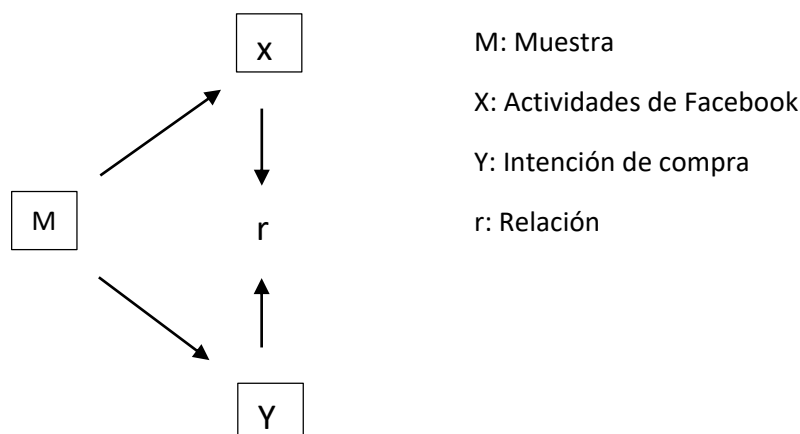 x
M
r
Y
M: Muestra
X: Actividades de Facebook
Y: Intención de compra
r: Relación